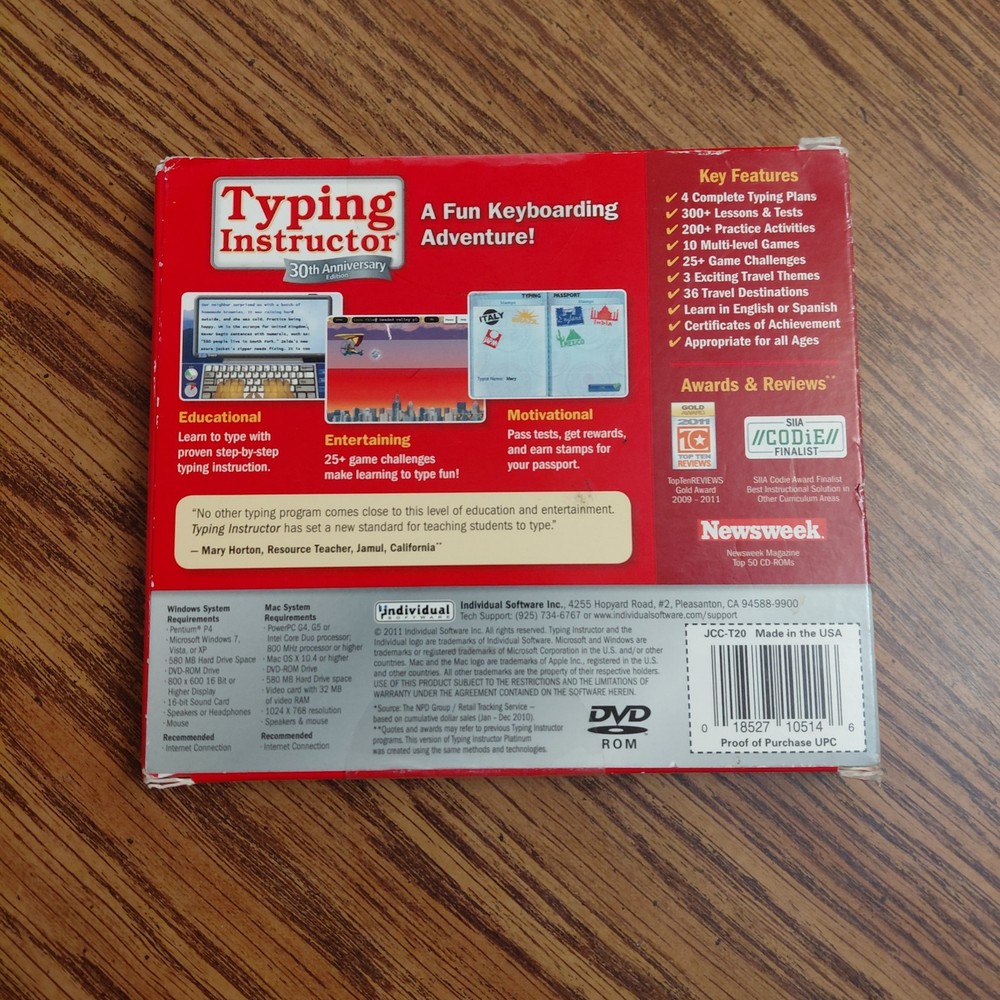 Typing
Instructor
30th Anniversary
Edition
A Fun Keyboarding
Adventure!
Educational
Learn to type with
proven step-by-step
typing instruction.
Entertaining
25+ game challenges
make learning to type fun!
TYPING PASSPORT
ITALY
England
Mexico
Typist Name: Mary
Motivational
Pass tests, get rewards,
and earn stamps for
your passport.
“No other typing program comes close to this level of education and entertainment.
Typing Instructor has set a new standard for teaching students to type.”
— Mary Horton, Resource Teacher, Jamul, California**
Key Features
✓ 4 Complete Typing Plans
✓ 300+ Lessons & Tests
✓ 200+ Practice Activities
✓ 10 Multi-level Games
✓ 25+ Game Challenges
✓ 3 Exciting Travel Themes
✓ 36 Travel Destinations
✓ Learn in English or Spanish
✓ Certificates of Achievement
✓ Appropriate for all Ages
Awards & Reviews**
GOLD
AWARD
2011
10
TOP TEN
REVIEWS
TopTenREVIEWS
Gold Award
2009 – 2011
SIIA
//CODiE//
FINALIST
SIIA Codie Award Finalist
Best Instructional Solution in
Other Curriculum Areas
Newsweek
Newsweek Magazine
Top 50 CD-ROMs
Windows System
Requirements
· Pentium® P4
· Microsoft Windows 7,
Vista, or XP
· 580 MB Hard Drive Space
· DVD-ROM Drive
· 800 x 600 16 Bit or
Higher Display
· 16-bit Sound Card
· Speakers or Headphones
· Mouse
Recommended
· Internet Connection
Mac System
Requirements
· PowerPC G4, G5 or
Intel Core Duo processor;
800 MHz processor or higher
· Mac OS X 10.4 or higher
· DVD-ROM Drive
· 580 MB Hard Drive space
· Video card with 32 MB
of video RAM
· 1024 X 768 resolution
· Speakers & mouse
Recommended
· Internet Connection
individual
SOFTWARE
Individual Software Inc., 4255 Hopyard Road, #2, Pleasanton, CA 94588-9900
Tech Support: (925) 734-6767 or www.individualsoftware.com/support
© 2011 Individual Software Inc. All rights reserved. Typing Instructor and the
Individual logo are trademarks of Individual Software. Microsoft and Windows are
trademarks or registered trademarks of Microsoft Corporation in the U.S. and/or other
countries. Mac and the Mac logo are trademarks of Apple Inc., registered in the U.S.
and other countries. All other trademarks are the property of their respective holders.
USE OF THIS PRODUCT SUBJECT TO THE RESTRICTIONS AND THE LIMITATIONS OF
WARRANTY UNDER THE AGREEMENT CONTAINED ON THE SOFTWARE HEREIN.
*Source: The NPD Group / Retail Tracking Service –
based on cumulative dollar sales (Jan – Dec 2010).
**Quotes and awards may refer to previous Typing Instructor
programs. This version of Typing Instructor Platinum
was created using the same methods and technologies.
DVD
ROM
JCC-T20 Made in the USA
0 18527 10514 6
Proof of Purchase UPC